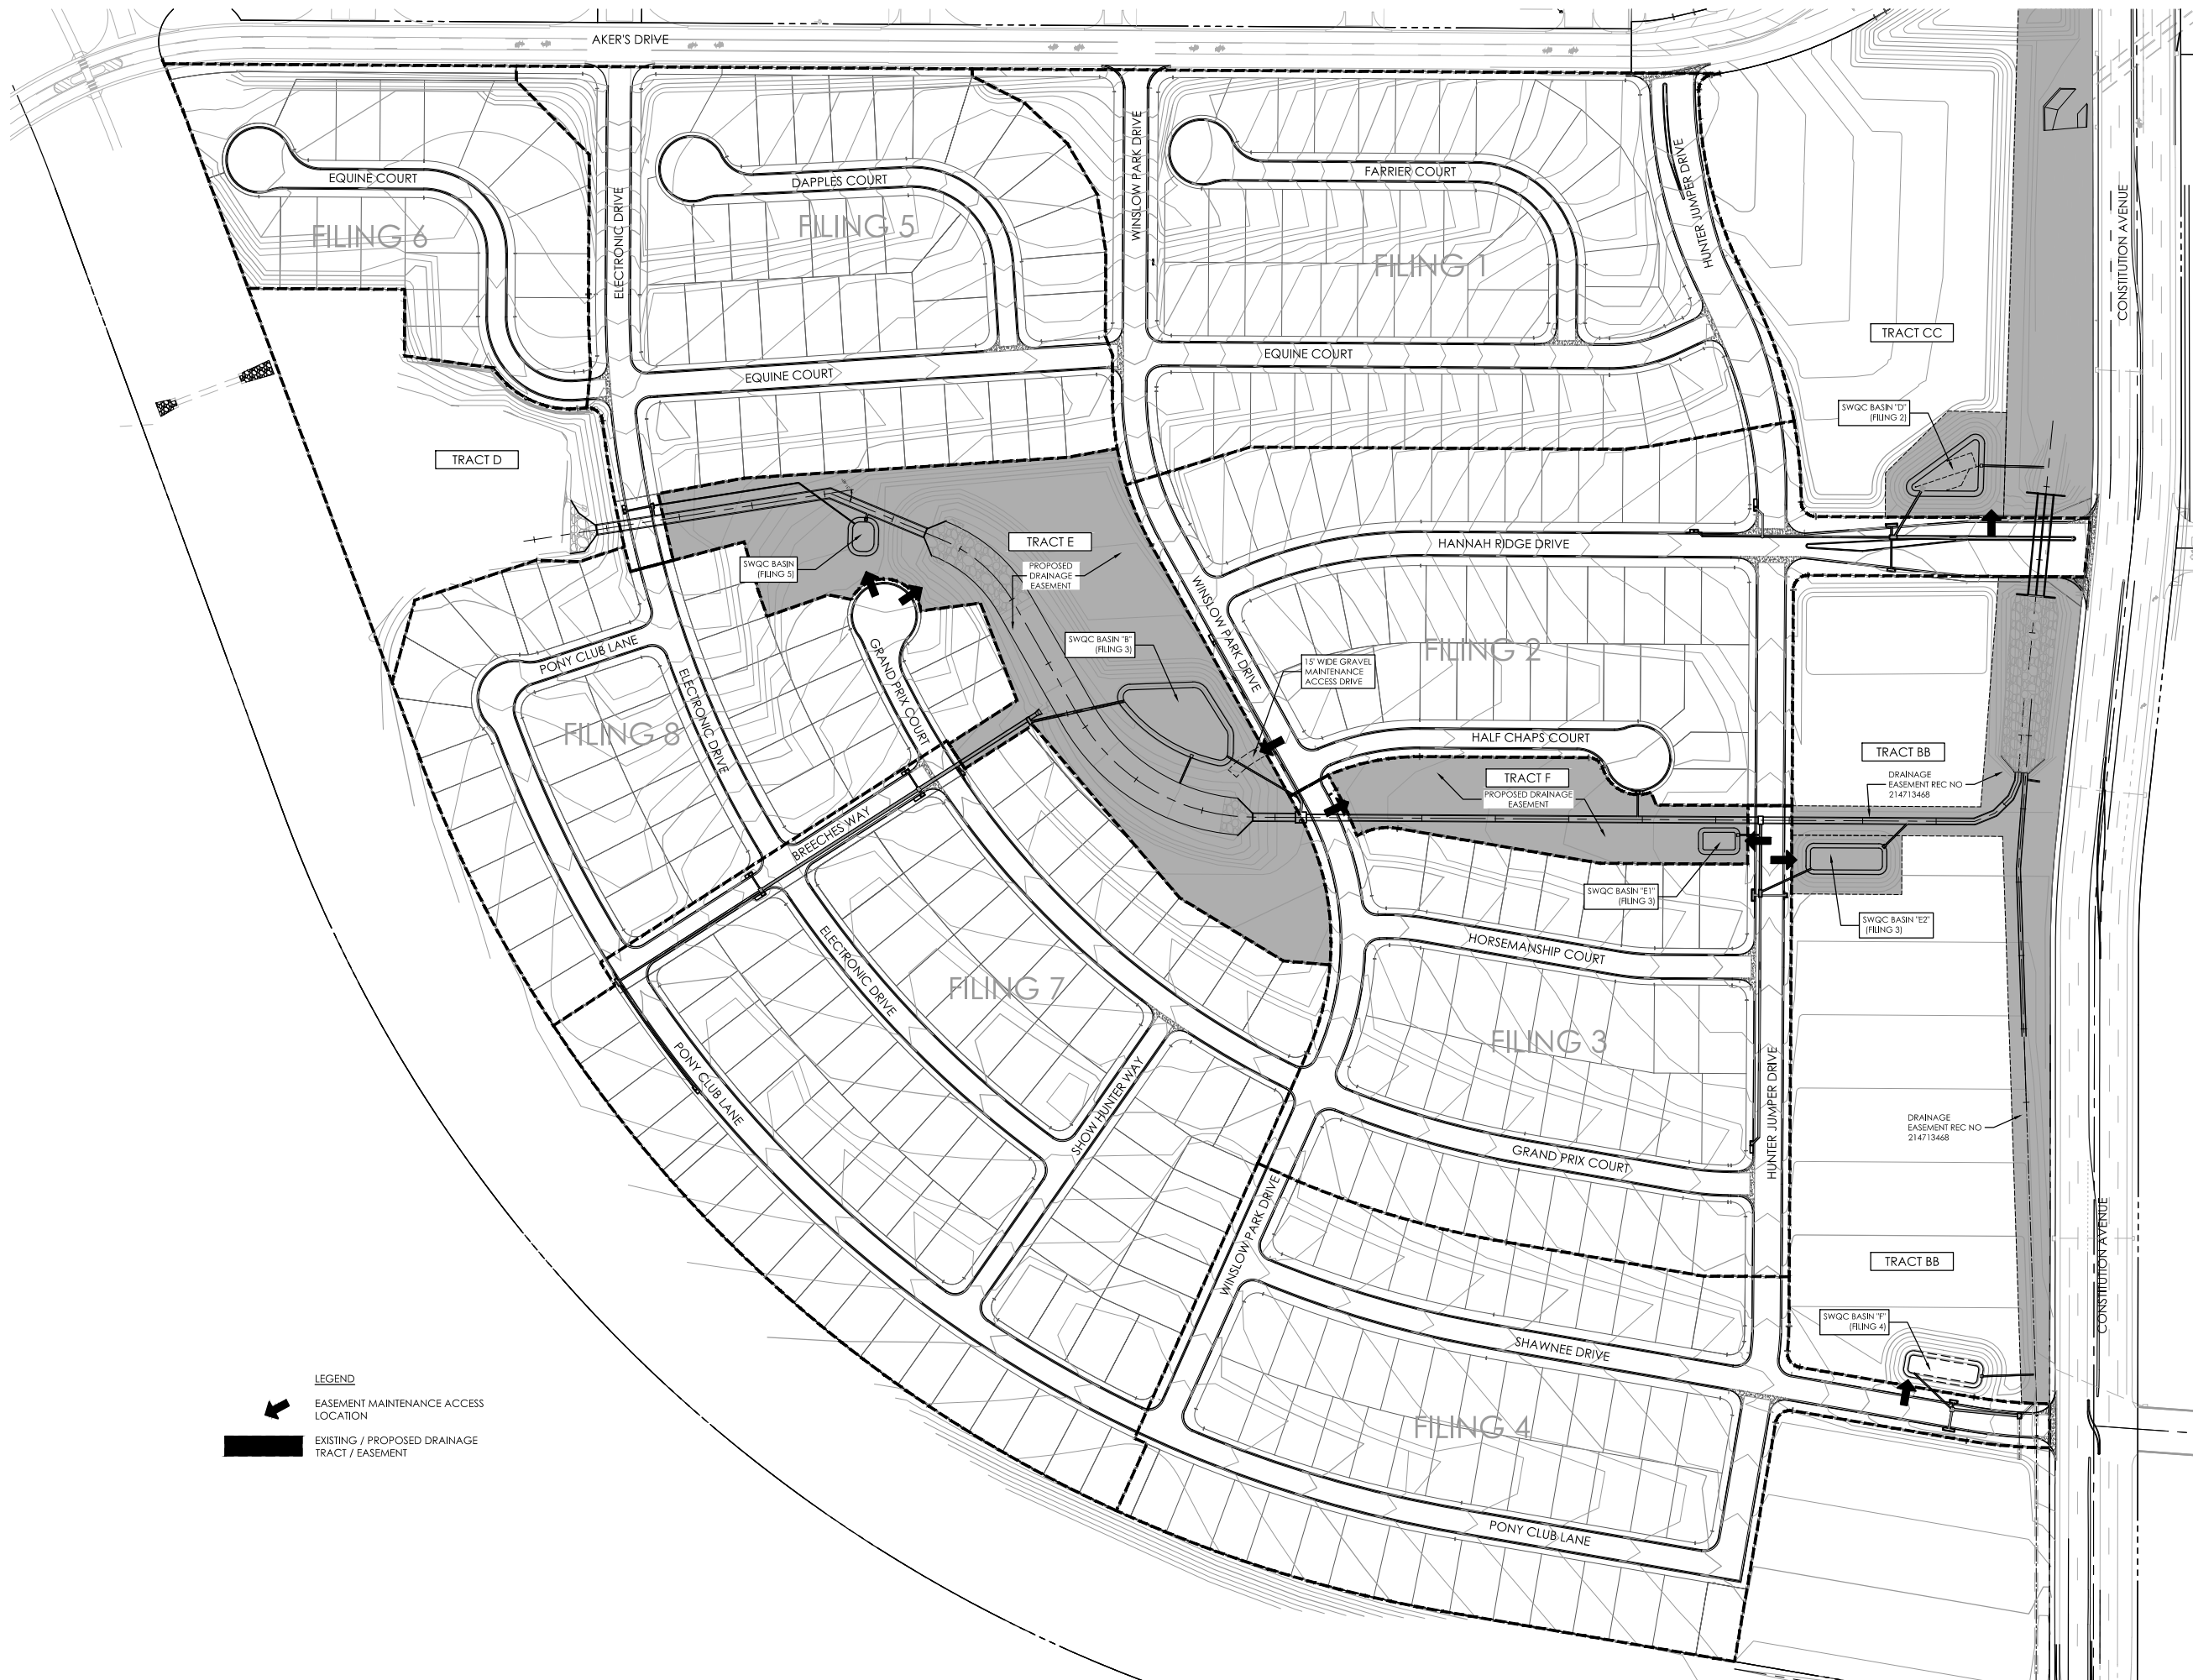 AKER'S DRIVE
EQUINE COURT
FILING 6
ELECTRONIC DRIVE
DAPPLES COURT
FILING 5
WINSLOW PARK DRIVE
FARRIER COURT
FILING 1
HUNTER JUMPER DRIVE
CONSTITUTION AVENUE
TRACT CC
EQUINE COURT
EQUINE COURT
SWQC BASIN "D"
(FILING 2)
TRACT D
TRACT E
PROPOSED
DRAINAGE
EASEMENT
HANNAH RIDGE DRIVE
SWQC BASIN
(FILING 5)
WINSLOW PARK DRIVE
SWQC BASIN "B"
(FILING 3)
FILING 2
15' WIDE GRAVEL
MAINTENANCE
ACCESS DRIVE
PONY CLUB LANE
GRAND PRIX COURT
ELECTRONIC DRIVE
FILING 8
HALF CHAPS COURT
TRACT BB
TRACT F
PROPOSED DRAINAGE
EASEMENT
DRAINAGE
EASEMENT REC NO
214713468
BREECHES WAY
SWQC BASIN "E1"
(FILING 3)
SWQC BASIN "E2"
(FILING 3)
HORSEMANSHIP COURT
ELECTRONIC DRIVE
FILING 7
FILING 3
PONY CLUB LANE
SHOW HUNTER WAY
HUNTER JUMPER DRIVE
DRAINAGE
EASEMENT REC NO
214713468
GRAND PRIX COURT
WINSLOW PARK DRIVE
TRACT BB
CONSTITUTION AVENUE
SWQC BASIN "F"
(FILING 4)
SHAWNEE DRIVE
FILING 4
PONY CLUB LANE
LEGEND
EASEMENT MAINTENANCE ACCESS
LOCATION
EXISTING / PROPOSED DRAINAGE
TRACT / EASEMENT